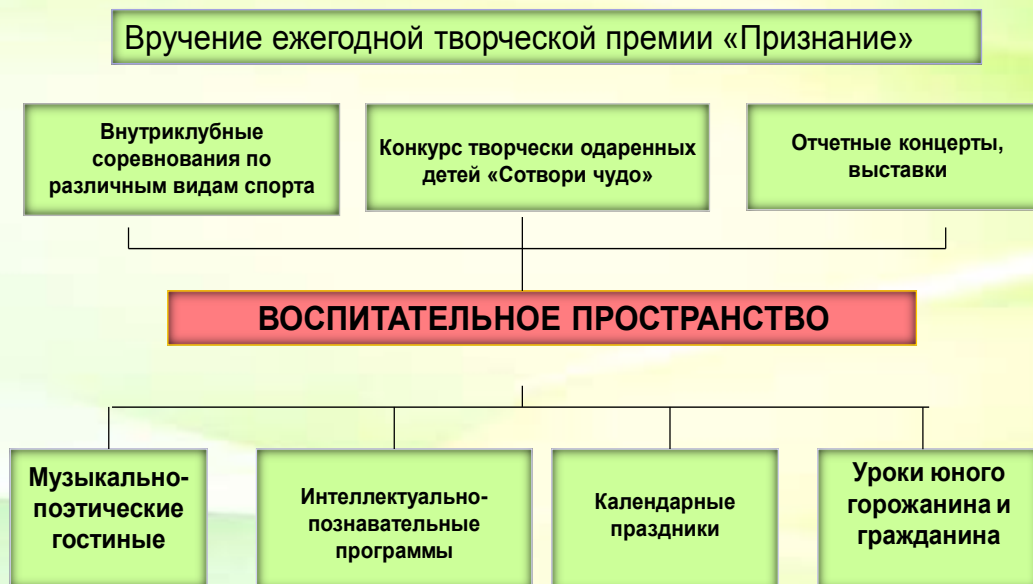 Вручение ежегодной творческой премии «Признание»
Внутриклубные
соревнования по
различным видам спорта
Конкурс творчески одаренных
детей «Сотвори чудо»
Отчетные концерты,
выставки
ВОСПИТАТЕЛЬНОЕ ПРОСТРАНСТВО
Музыкально-
поэтические
гостиные
Интеллектуально-
познавательные
программы
Календарные
праздники
Уроки юного
горожанина и
гражданина